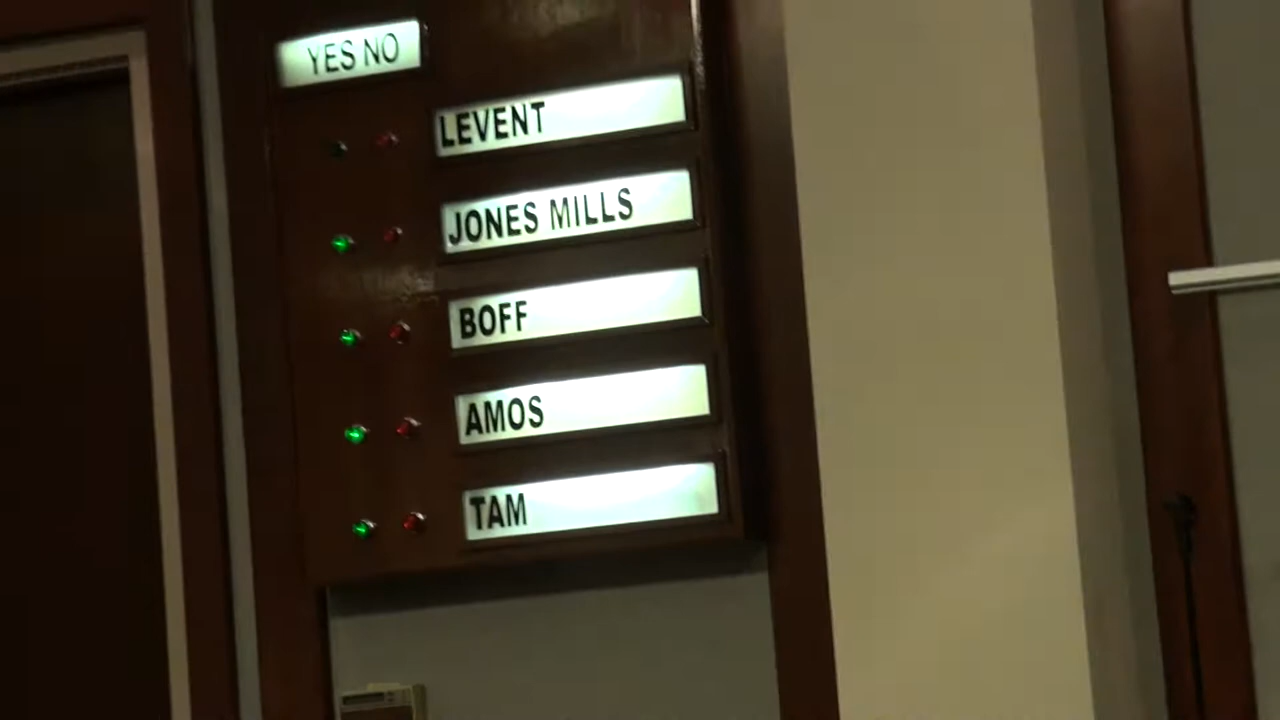 YES NO
LEVENT
JONES MILLS
BOFF
AMOS
TAM